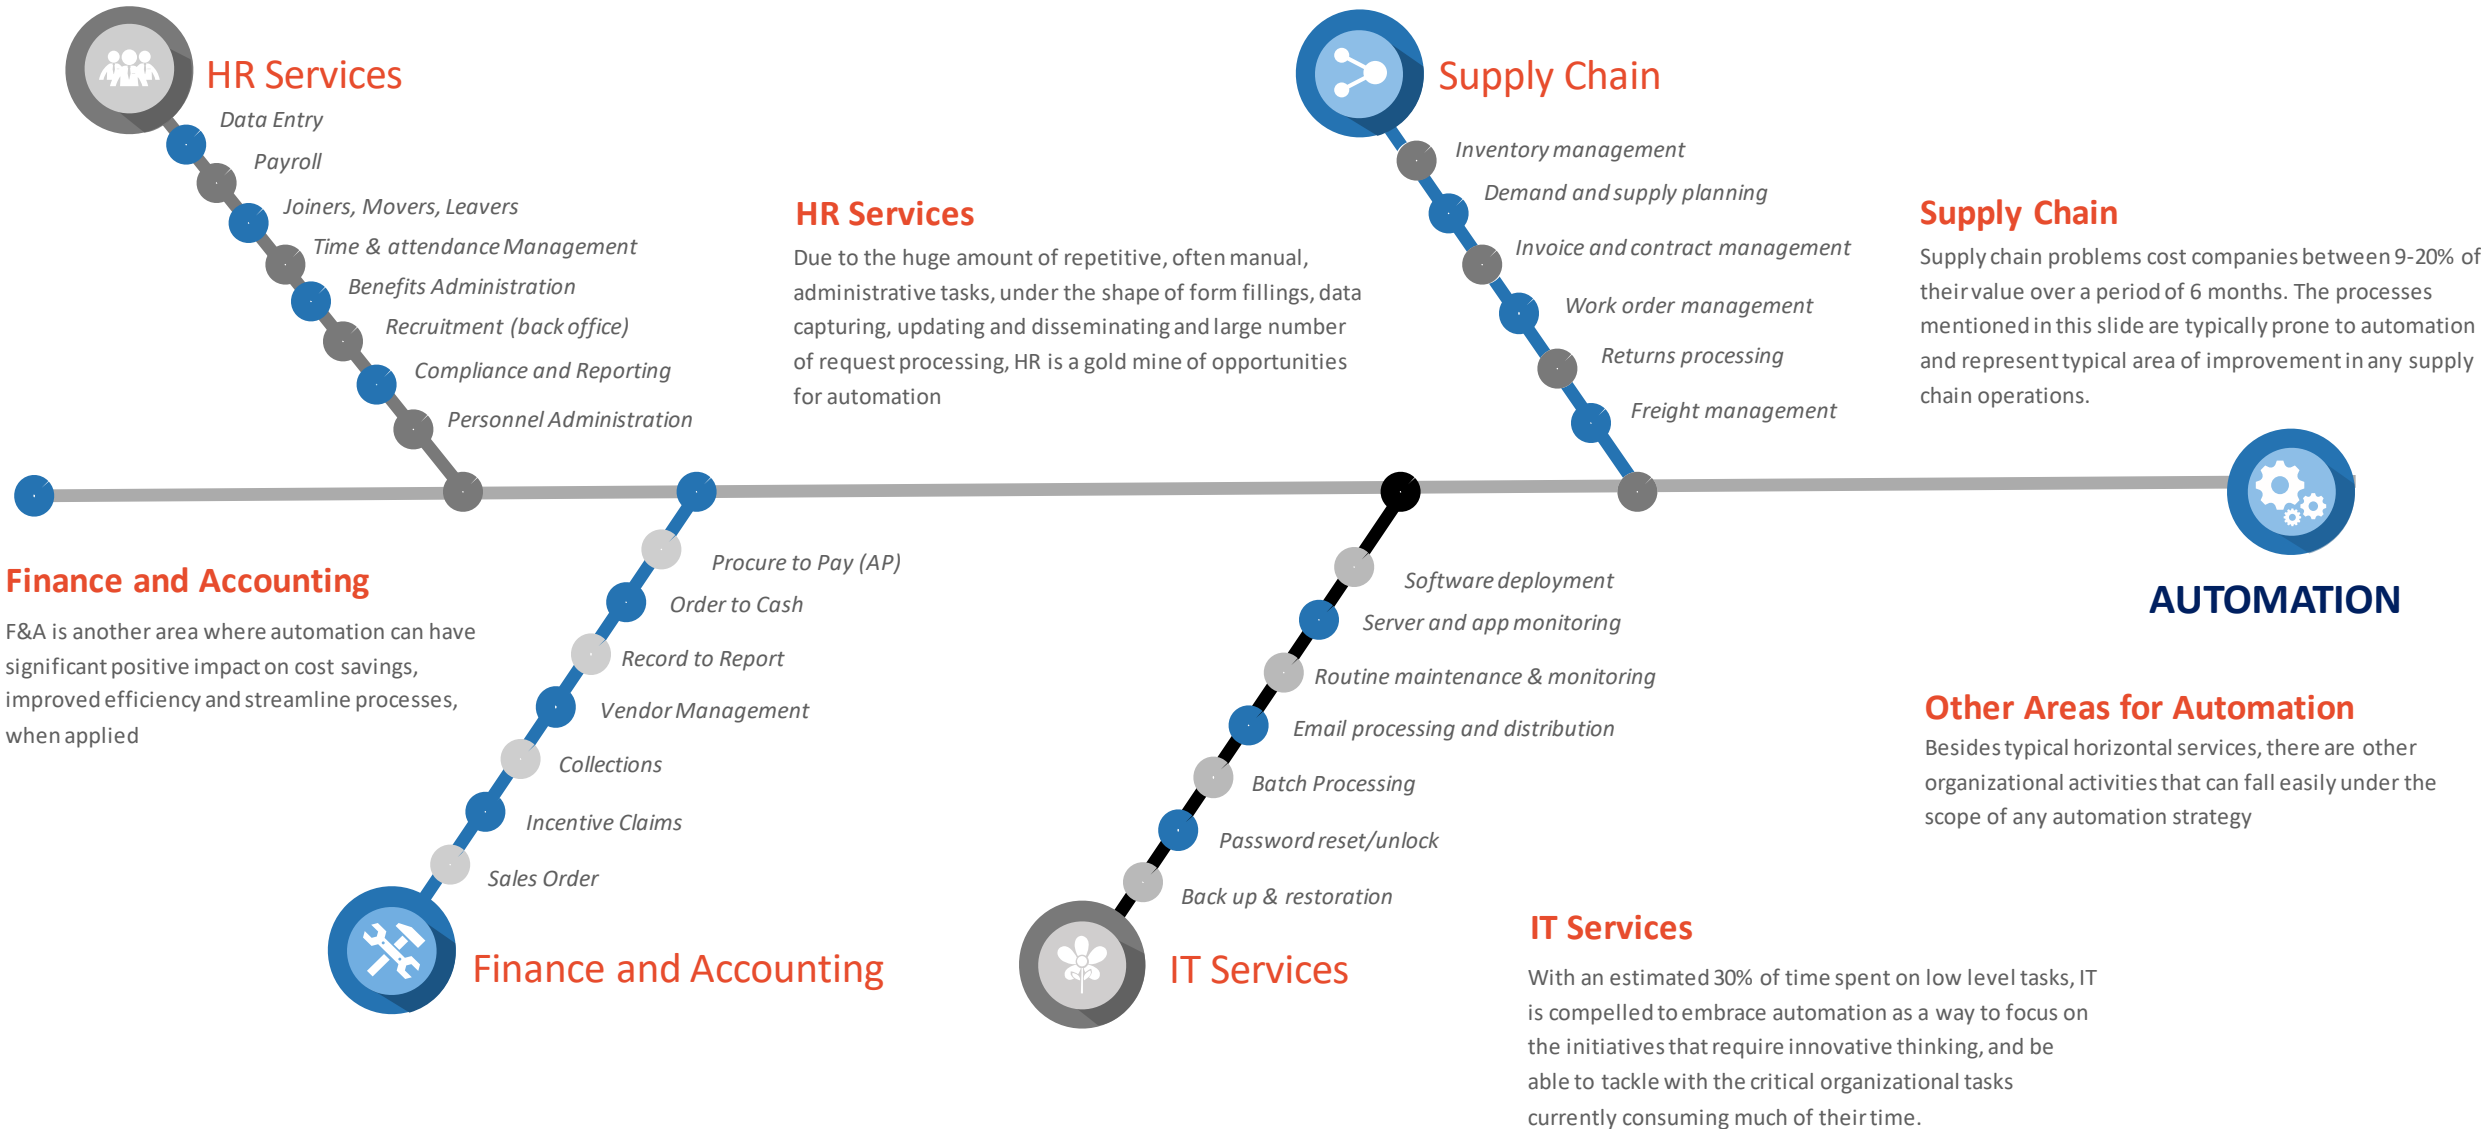 HR Services
Data Entry
Payroll
Joiners, Movers, Leavers
Time & attendance Management
Benefits Administration
Recruitment (back office)
Compliance and Reporting
Personnel Administration
HR Services
Due to the huge amount of repetitive, often manual,
administrative tasks, under the shape of form fillings, data
capturing, updating and disseminating and large number
of request processing, HR is a gold mine of opportunities
for automation
Supply Chain
Inventory management
Demand and supply planning
Invoice and contract management
Work order management
Returns processing
Freight management
Supply Chain
Supply chain problems cost companies between 9-20% of
their value over a period of 6 months. The processes
mentioned in this slide are typically prone to automation
and represent typical area of improvement in any supply
chain operations.
Finance and Accounting
F&A is another area where automation can have
significant positive impact on cost savings,
improved efficiency and streamline processes,
when applied
Procure to Pay (AP)
Order to Cash
Record to Report
Vendor Management
Collections
Incentive Claims
Sales Order
Finance and Accounting
Software deployment
Server and app monitoring
Routine maintenance & monitoring
Email processing and distribution
Batch Processing
Password reset/unlock
Back up & restoration
IT Services
AUTOMATION
Other Areas for Automation
Besides typical horizontal services, there are other
organizational activities that can fall easily under the
scope of any automation strategy
IT Services
With an estimated 30% of time spent on low level tasks, IT
is compelled to embrace automation as a way to focus on
the initiatives that require innovative thinking, and be
able to tackle with the critical organizational tasks
currently consuming much of their time.